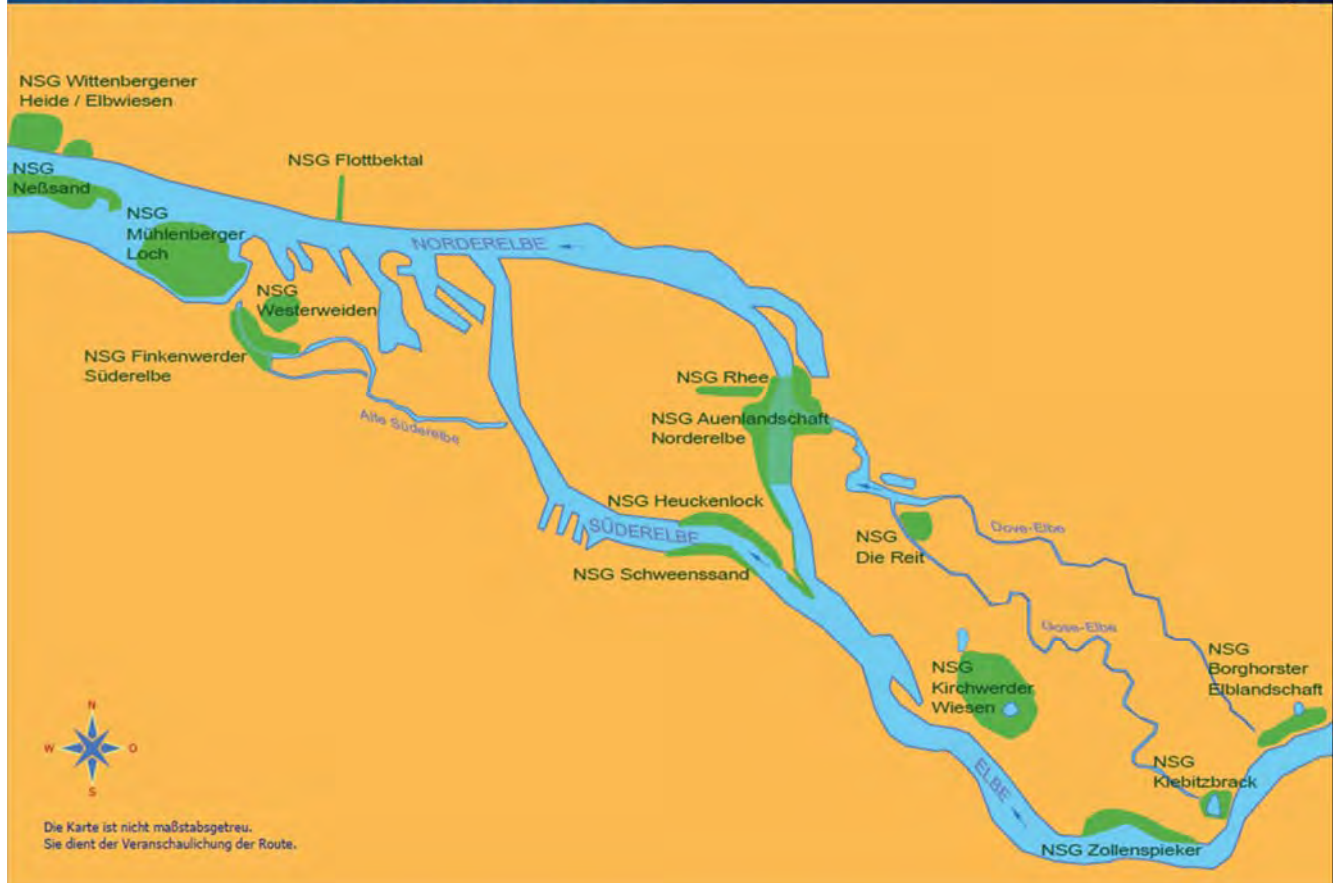 NSG Wittenbergener
Heide / Elbwiesen
NSG
Neßsand
NSG Flottbektal
NSG
Mühlenberger
Loch
NORDERELBE
NSG
Westerweiden
NSG Finkenwerder
Süderelbe
Alte Süderelbe
NSG Rhee
NSG Auenlandschaft
Norderelbe
NSG Heuckenlock
SÜDERELBE
NSG Schweenssand
NSG
Die Reit
Dove-Elbe
Gose-Elbe
NSG
Kirchwerder
Wiesen
NSG
Borghorster
Elblandschaft
NSG
Kiebitzbrack
ELBE
NSG Zollenspieker
N
W
O
S
Die Karte ist nicht maßstabsgetreu.
Sie dient der Veranschaulichung der Route.